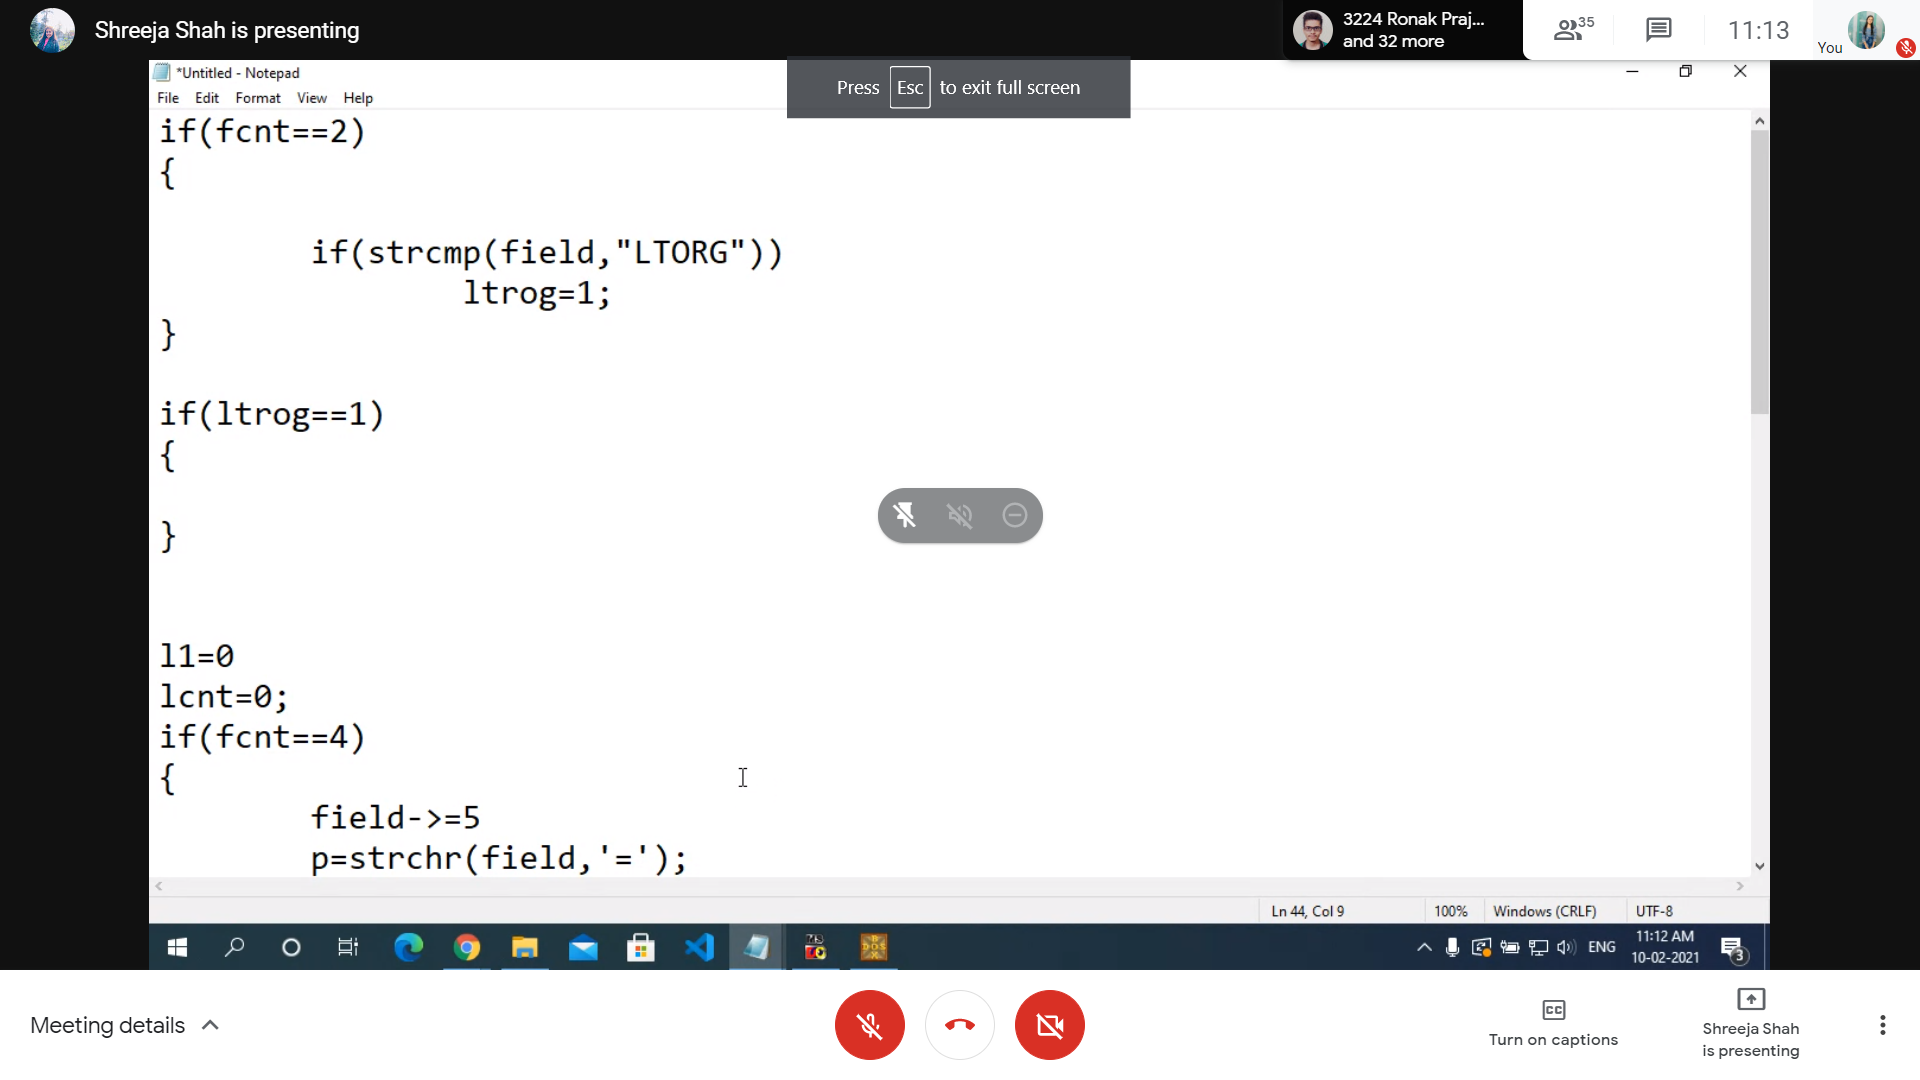 Shreeja Shah is presenting
3224 Ronak Praj...
and 32 more
35
11:13
You
*Untitled - Notepad
Press Esc to exit full screen
File Edit Format View Help
if(fcnt==2)
{
if(strcmp(field,"LTORG"))
ltrog=1;
}
if(ltrog==1)
{
}
l1=0
lcnt=0;
if(fcnt==4)
{
field->=5
p=strchr(field,'=');
Ln 44, Col 9
100%
Windows (CRLF)
UTF-8
ENG
11:12 AM
10-02-2021
3
Meeting details
CC
Turn on captions
Shreeja Shah
is presenting